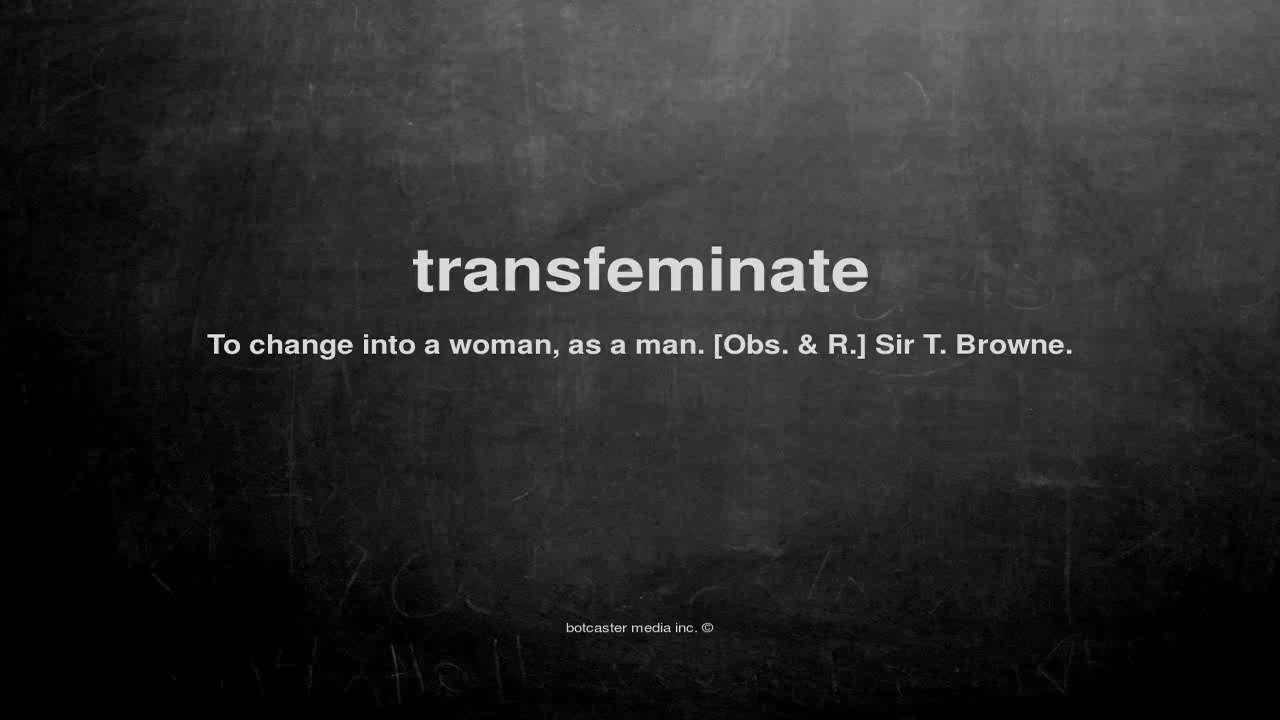 transfeminate
To change into a woman, as a man. [Obs. & R.] Sir T. Browne.
botcaster media inc. ©